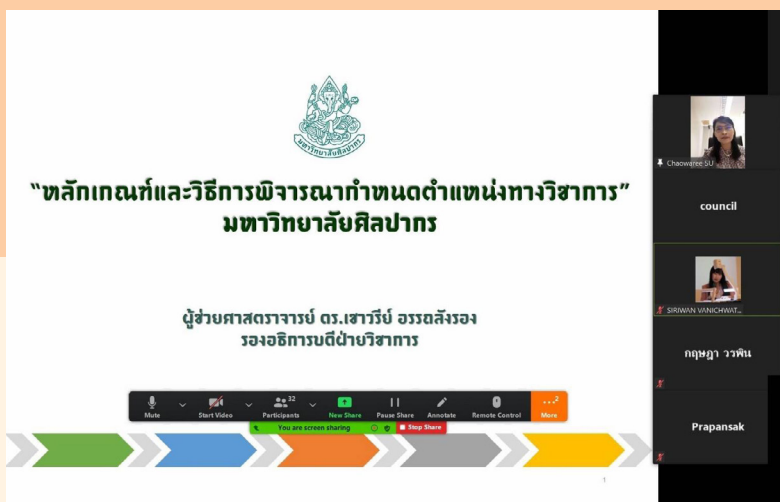 มหาวิทยาลัยศิลปากร
“หลักเกณฑ์และวิธีการพิจารณากำหนดตำแหน่งทางวิชาการ”
มหาวิทยาลัยศิลปากร
ผู้ช่วยศาสตราจารย์ ดร.เชาวรีย์ อรรถลังรอง
รองอธิการบดีฝ่ายวิชาการ
Mute
Start Video
32
Participants
New Share
Pause Share
Annotate
Remote Control
2
More
You are screen sharing
Stop Share
1
Chaowaree SU
council
SIRIWAN VANICHWAT...
กฤษฎา วรพิน
Prapansak